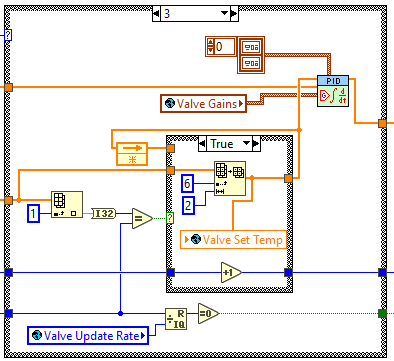 3
?
0
PID
Valve Gains
d
dt
True
6
1
I32
=
?
2
Valve Set Temp
+1
R
IQ
=0
Valve Update Rate